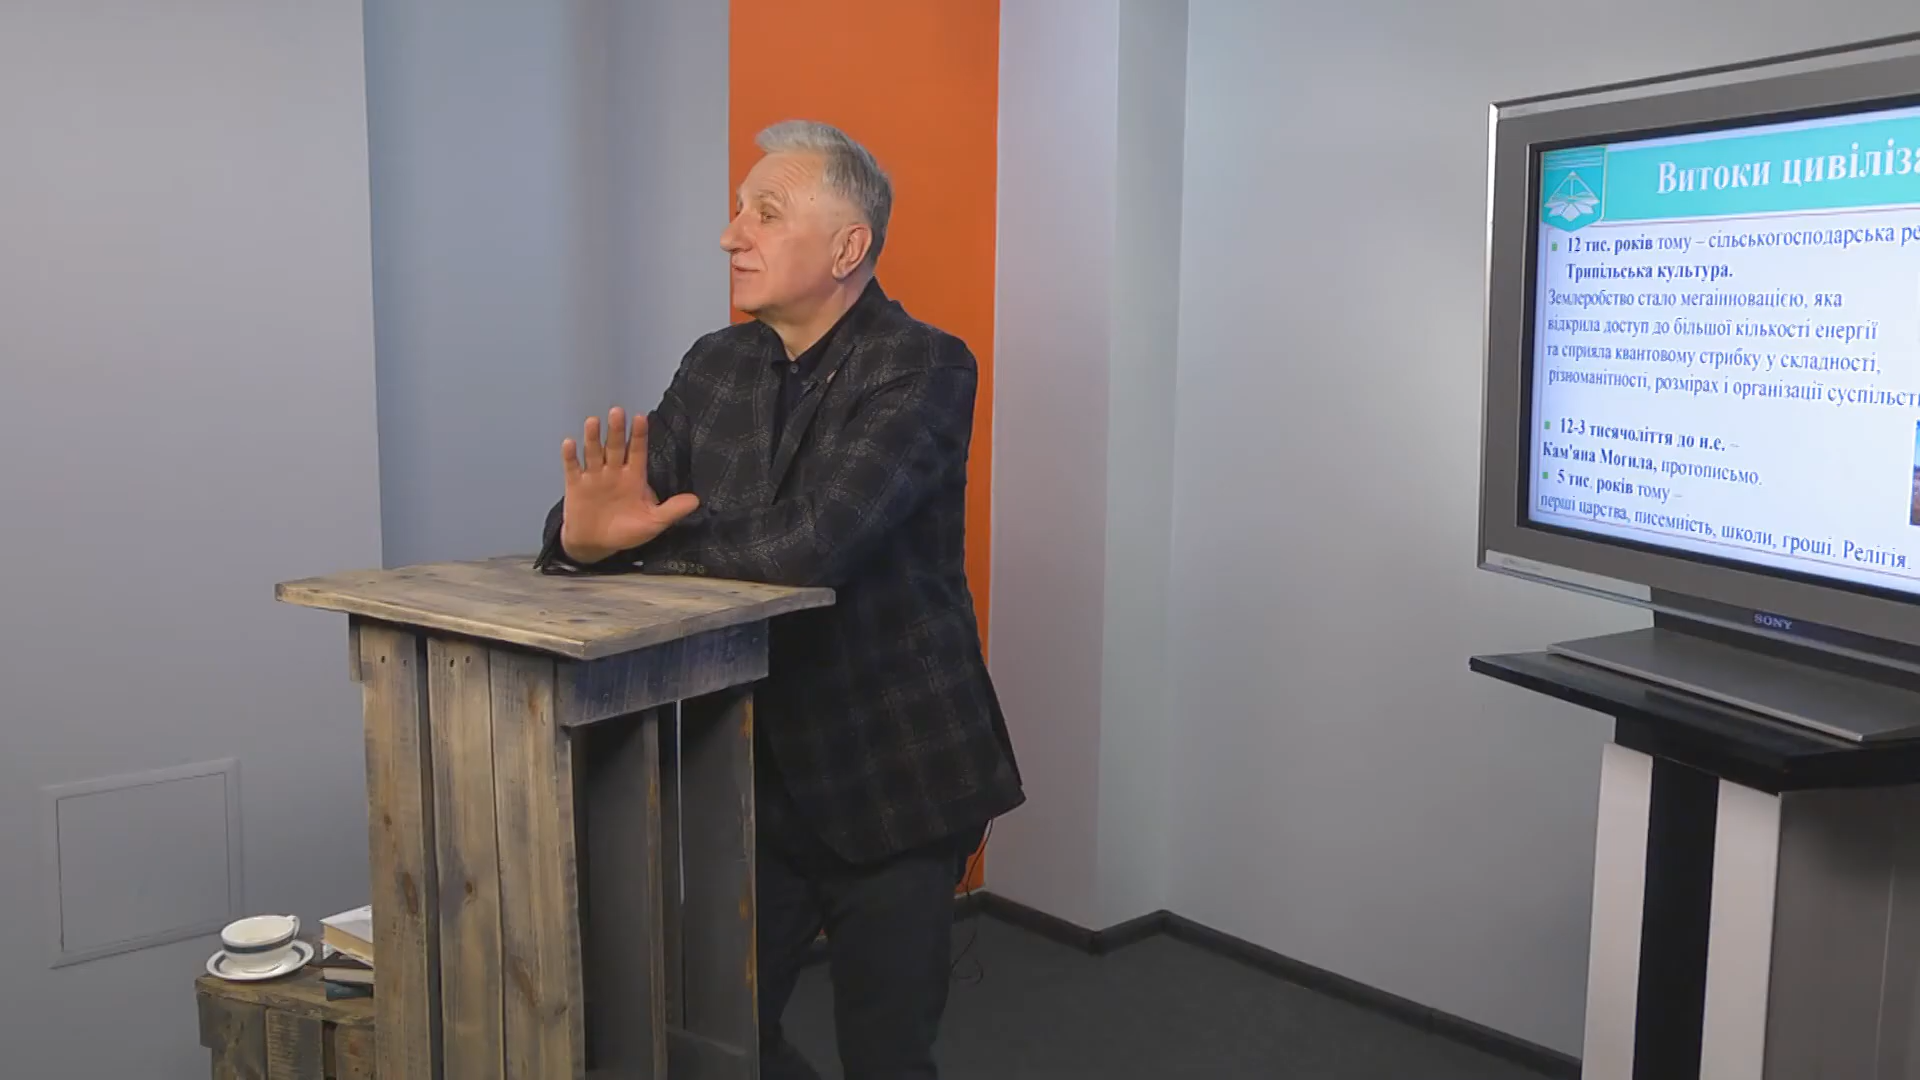 Витоки цивіліза
12 тис. років тому – сільськогосподарська ре
Трипільська культура.
Землеробство стало мегаінновацією, яка
відкрила доступ до більшої кількості енергії
та сприяла квантовому стрибку у складності,
різноманітності, розмірах і організації суспільст
12-3 тисячоліття до н.е. –
Кам'яна Могила, протописьмо.
5 тис. років тому –
перші царства, писемність, школи, гроші. Релігія.
SONY